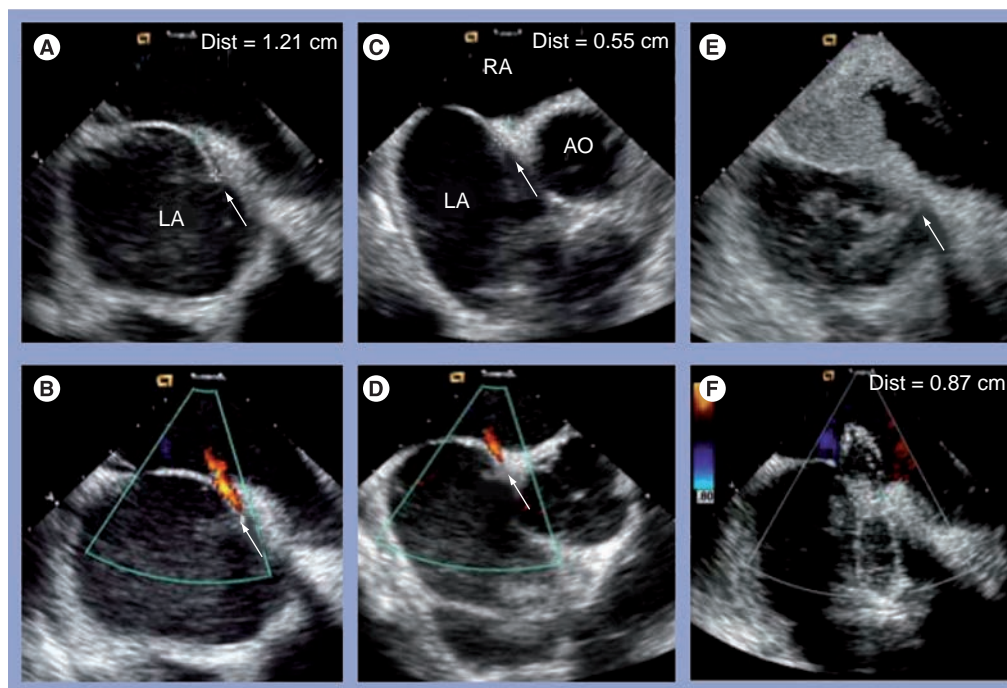 A
Dist = 1.21 cm
LA
C
Dist = 0.55 cm
RA
AO
LA
E
B
D
F
Dist = 0.87 cm
.80